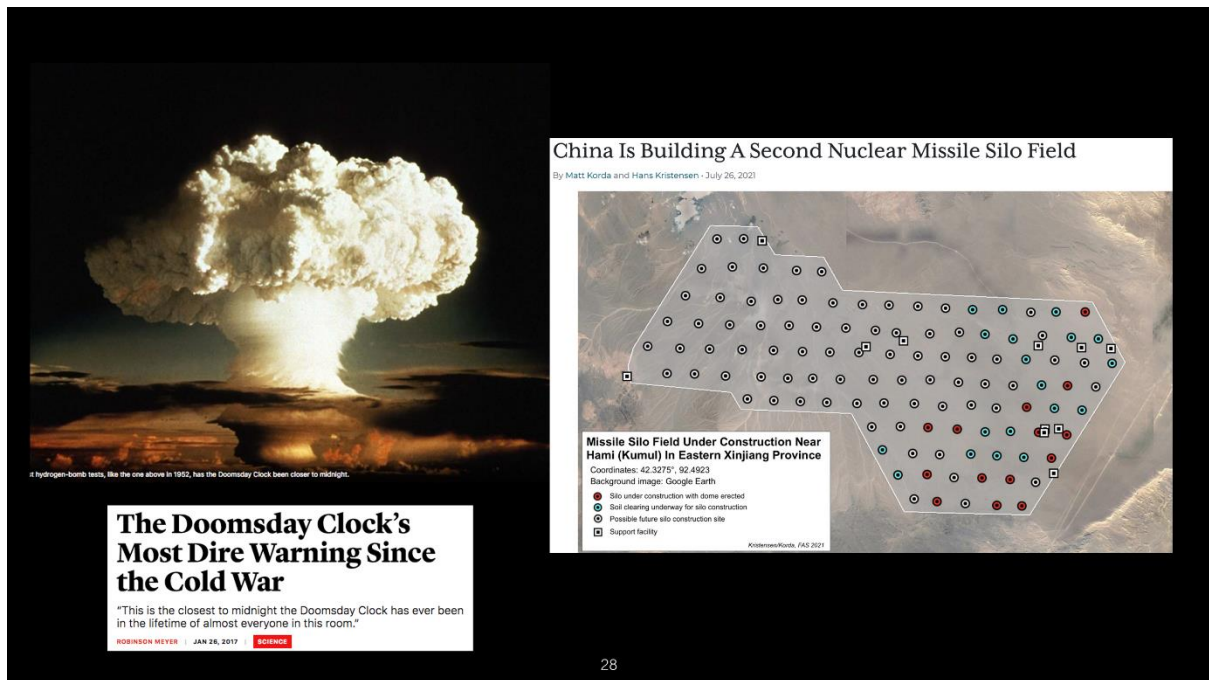 t hydrogen-bomb tests, like the one above in 1952, has the Doomsday Clock been closer to midnight.
The Doomsday Clock’s
Most Dire Warning Since
the Cold War
“This is the closest to midnight the Doomsday Clock has ever been
in the lifetime of almost everyone in this room.”
ROBINSON MEYER | JAN 26, 2017 | SCIENCE
China Is Building A Second Nuclear Missile Silo Field
By Matt Korda and Hans Kristensen • July 26, 2021
Missile Silo Field Under Construction Near
Hami (Kumul) In Eastern Xinjiang Province
Coordinates: 42.3275°, 92.4923
Background image: Google Earth
Silo under construction with dome erected
Soil clearing underway for silo construction
Possible future silo construction site
Support facility
Kristensen/Korda, FAS 2021
28